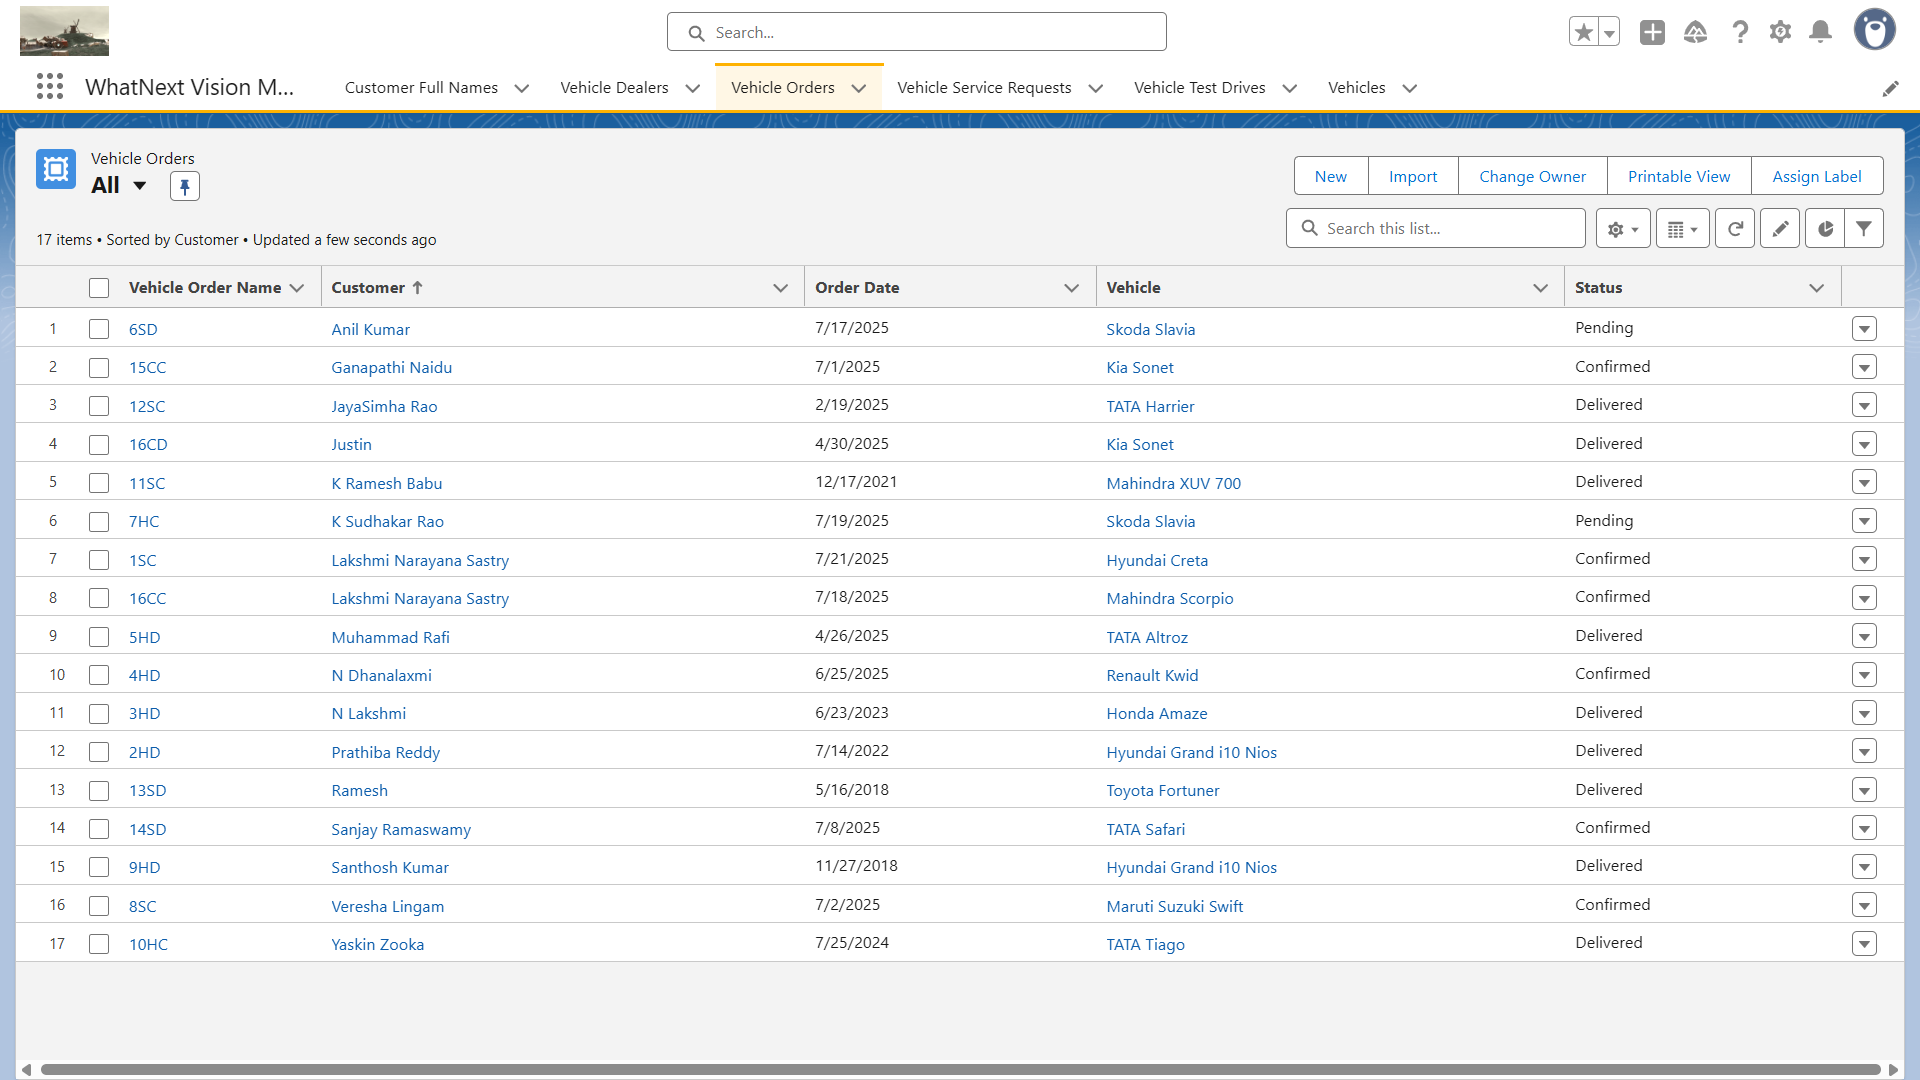 Search...
WhatNext Vision M...
Customer Full Names
Vehicle Dealers
Vehicle Orders
Vehicle Service Requests
Vehicle Test Drives
Vehicles
Vehicle Orders
All
New
Import
Change Owner
Printable View
Assign Label
17 items • Sorted by Customer • Updated a few seconds ago
Search this list...
Vehicle Order Name Customer Order Date Vehicle Status
1 6SD Anil Kumar 7/17/2025 Skoda Slavia Pending
2 15CC Ganapathi Naidu 7/1/2025 Kia Sonet Confirmed
3 12SC JayaSimha Rao 2/19/2025 TATA Harrier Delivered
4 16CD Justin 4/30/2025 Kia Sonet Delivered
5 11SC K Ramesh Babu 12/17/2021 Mahindra XUV 700 Delivered
6 7HC K Sudhakar Rao 7/19/2025 Skoda Slavia Pending
7 1SC Lakshmi Narayana Sastry 7/21/2025 Hyundai Creta Confirmed
8 16CC Lakshmi Narayana Sastry 7/18/2025 Mahindra Scorpio Confirmed
9 5HD Muhammad Rafi 4/26/2025 TATA Altroz Delivered
10 4HD N Dhanalaxmi 6/25/2025 Renault Kwid Confirmed
11 3HD N Lakshmi 6/23/2023 Honda Amaze Delivered
12 2HD Prathiba Reddy 7/14/2022 Hyundai Grand i10 Nios Delivered
13 13SD Ramesh 5/16/2018 Toyota Fortuner Delivered
14 14SD Sanjay Ramaswamy 7/8/2025 TATA Safari Confirmed
15 9HD Santhosh Kumar 11/27/2018 Hyundai Grand i10 Nios Delivered
16 8SC Veresha Lingam 7/2/2025 Maruti Suzuki Swift Confirmed
17 10HC Yaskin Zooka 7/25/2024 TATA Tiago Delivered